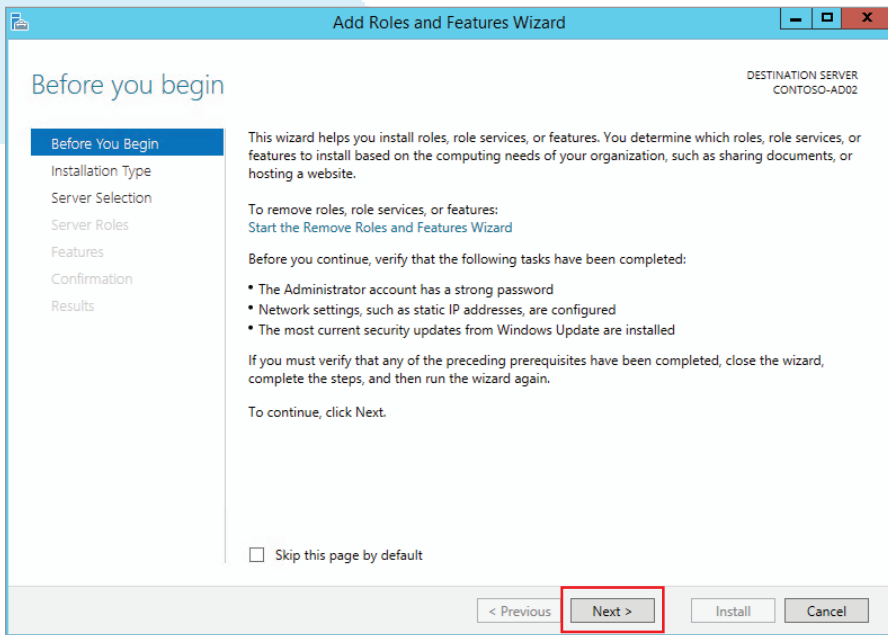 Add Roles and Features Wizard
Before you begin
DESTINATION SERVER
CONTOSO-AD02
Before You Begin
Installation Type
Server Selection
Server Roles
Features
Confirmation
Results
This wizard helps you install roles, role services, or features. You determine which roles, role services, or
features to install based on the computing needs of your organization, such as sharing documents, or
hosting a website.
To remove roles, role services, or features:
Start the Remove Roles and Features Wizard
Before you continue, verify that the following tasks have been completed:
• The Administrator account has a strong password
• Network settings, such as static IP addresses, are configured
• The most current security updates from Windows Update are installed
If you must verify that any of the preceding prerequisites have been completed, close the wizard,
complete the steps, and then run the wizard again.
To continue, click Next.
Skip this page by default
< Previous
Next >
Install
Cancel